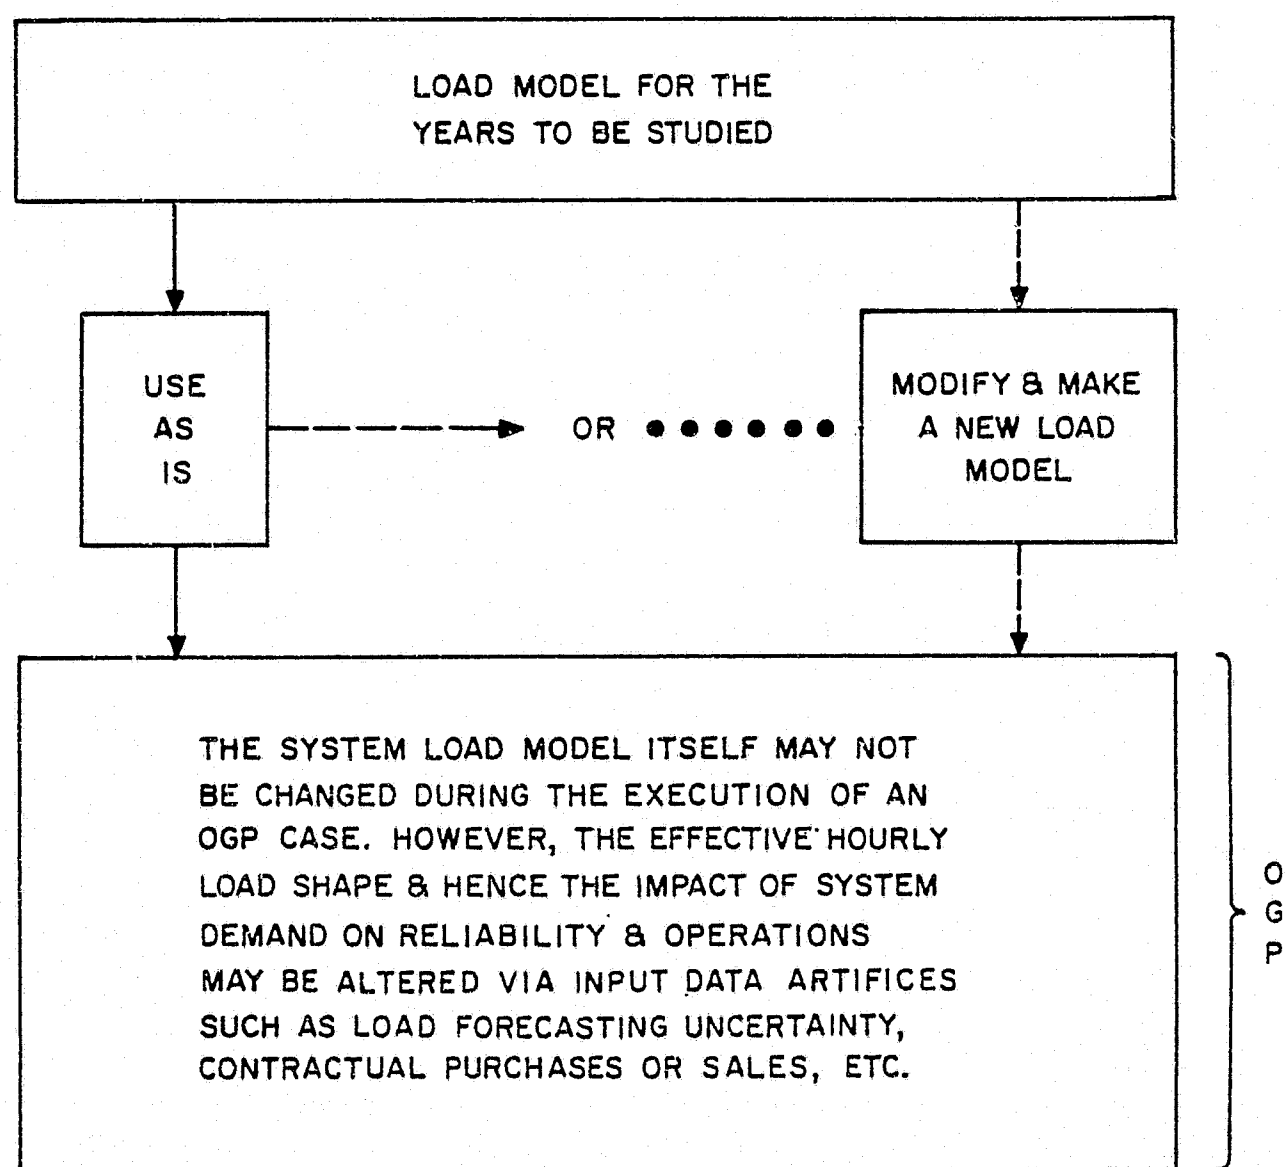 LOAD MODEL FOR THE
YEARS TO BE STUDIED
USE
AS
IS
OR
MODIFY & MAKE
A NEW LOAD
MODEL
THE SYSTEM LOAD MODEL ITSELF MAY NOT
BE CHANGED DURING THE EXECUTION OF AN
OGP CASE. HOWEVER, THE EFFECTIVE HOURLY
LOAD SHAPE & HENCE THE IMPACT OF SYSTEM
DEMAND ON RELIABILITY & OPERATIONS
MAY BE ALTERED VIA INPUT DATA ARTIFICES
SUCH AS LOAD FORECASTING UNCERTAINTY,
CONTRACTUAL PURCHASES OR SALES, ETC.
O
G
P